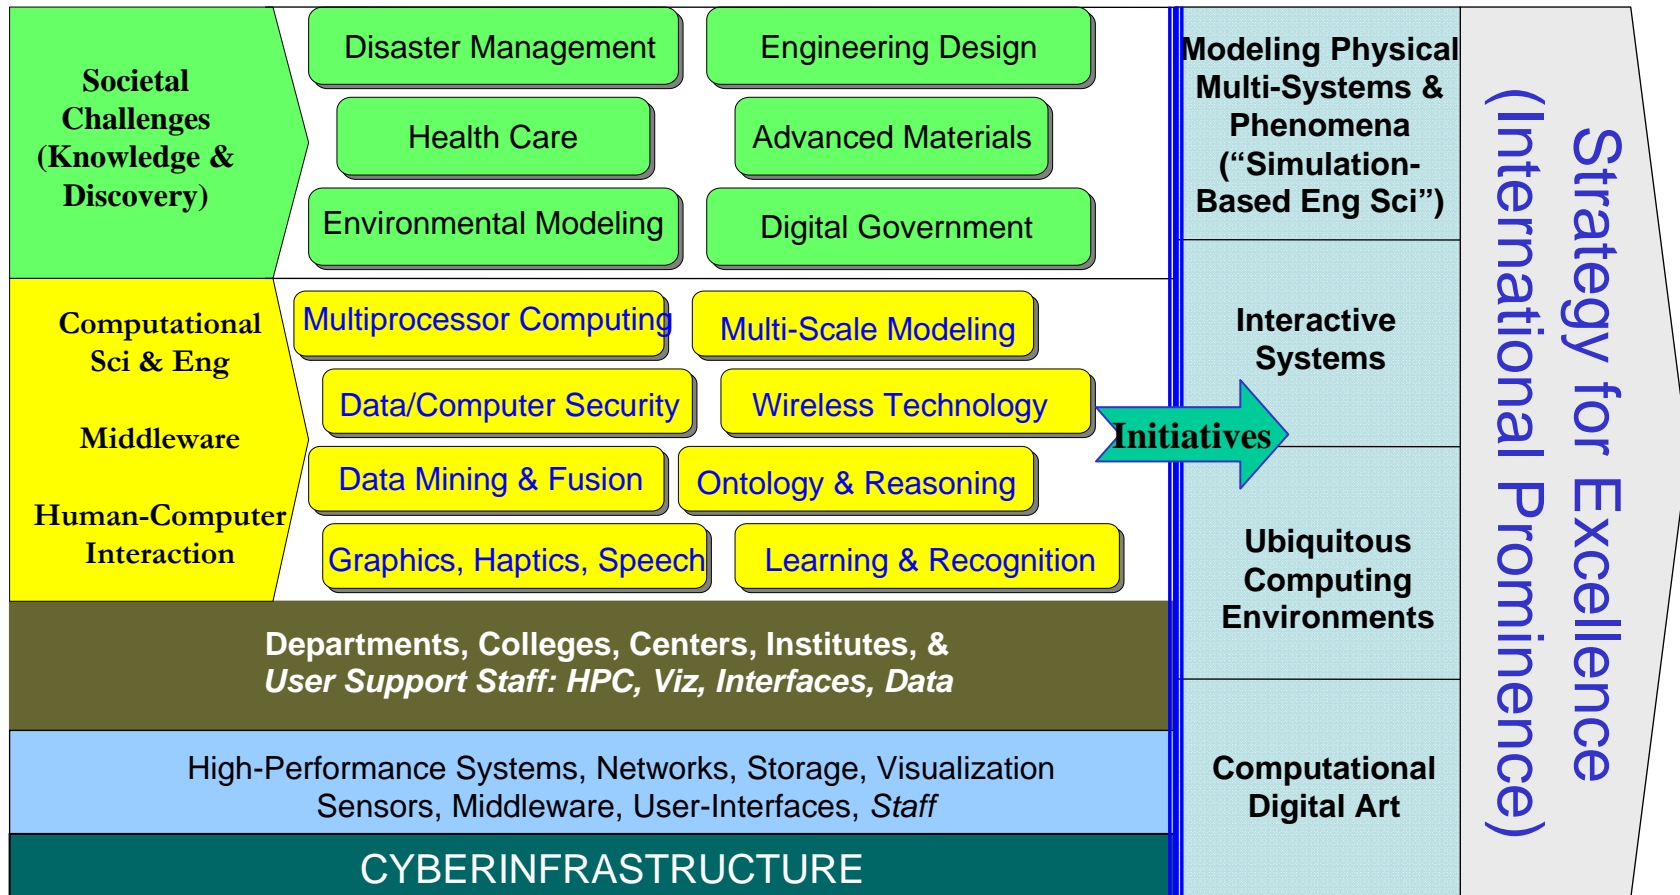 Societal
Challenges
(Knowledge &
Discovery)
Disaster Management
Engineering Design
Health Care
Advanced Materials
Environmental Modeling
Digital Government
Computational
Sci & Eng
Middleware
Human-Computer
Interaction
Multiprocessor Computing
Multi-Scale Modeling
Data/Computer Security
Wireless Technology
Data Mining & Fusion
Ontology & Reasoning
Graphics, Haptics, Speech
Learning & Recognition
Initiatives
Departments, Colleges, Centers, Institutes, &
User Support Staff: HPC, Viz, Interfaces, Data
High-Performance Systems, Networks, Storage, Visualization
Sensors, Middleware, User-Interfaces, Staff
CYBERINFRASTRUCTURE
Modeling Physical
Multi-Systems &
Phenomena
(“Simulation-
Based Eng Sci”)
Interactive
Systems
Ubiquitous
Computing
Environments
Computational
Digital Art
Strategy for Excellence
(International Prominence)